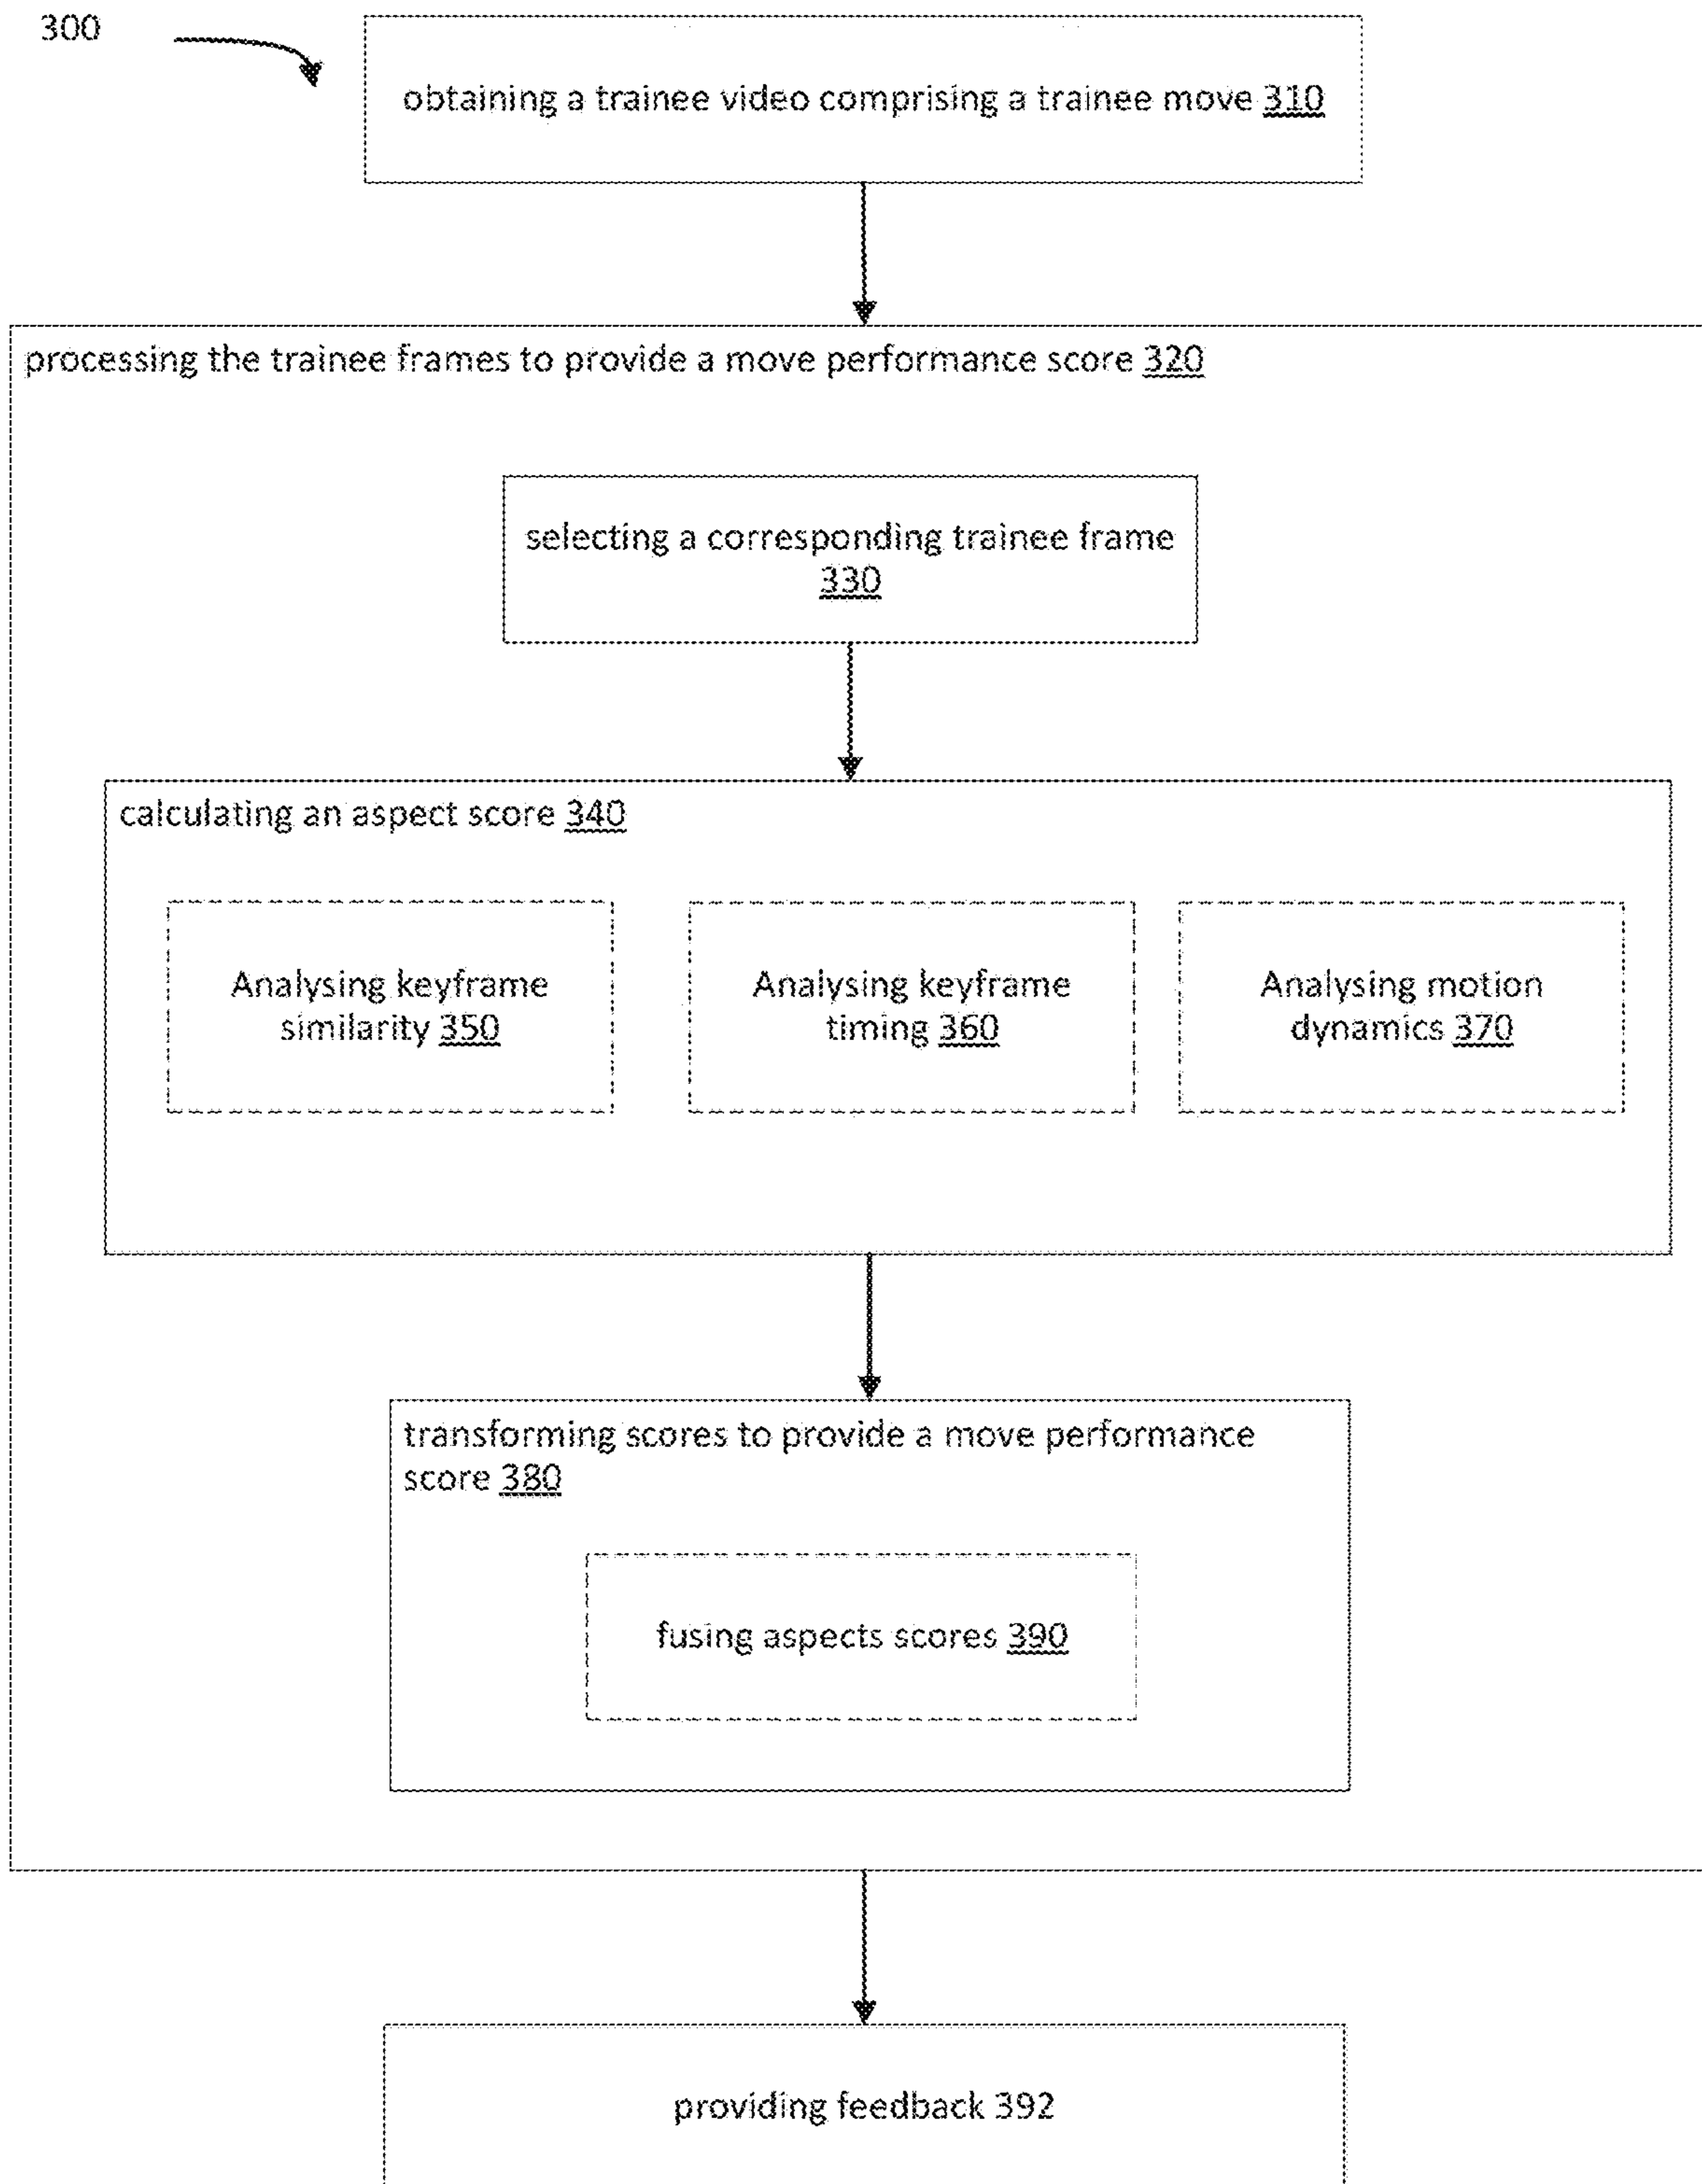 300
obtaining a trainee video comprising a trainee move 310
processing the trainee frames to provide a move performance score 320
selecting a corresponding trainee frame
330
calculating an aspect score 340
Analysing keyframe
similarity 350
Analysing keyframe
timing 360
Analysing motion
dynamics 370
transforming scores to provide a move performance
score 380
fusing aspects scores 390
providing feedback 392